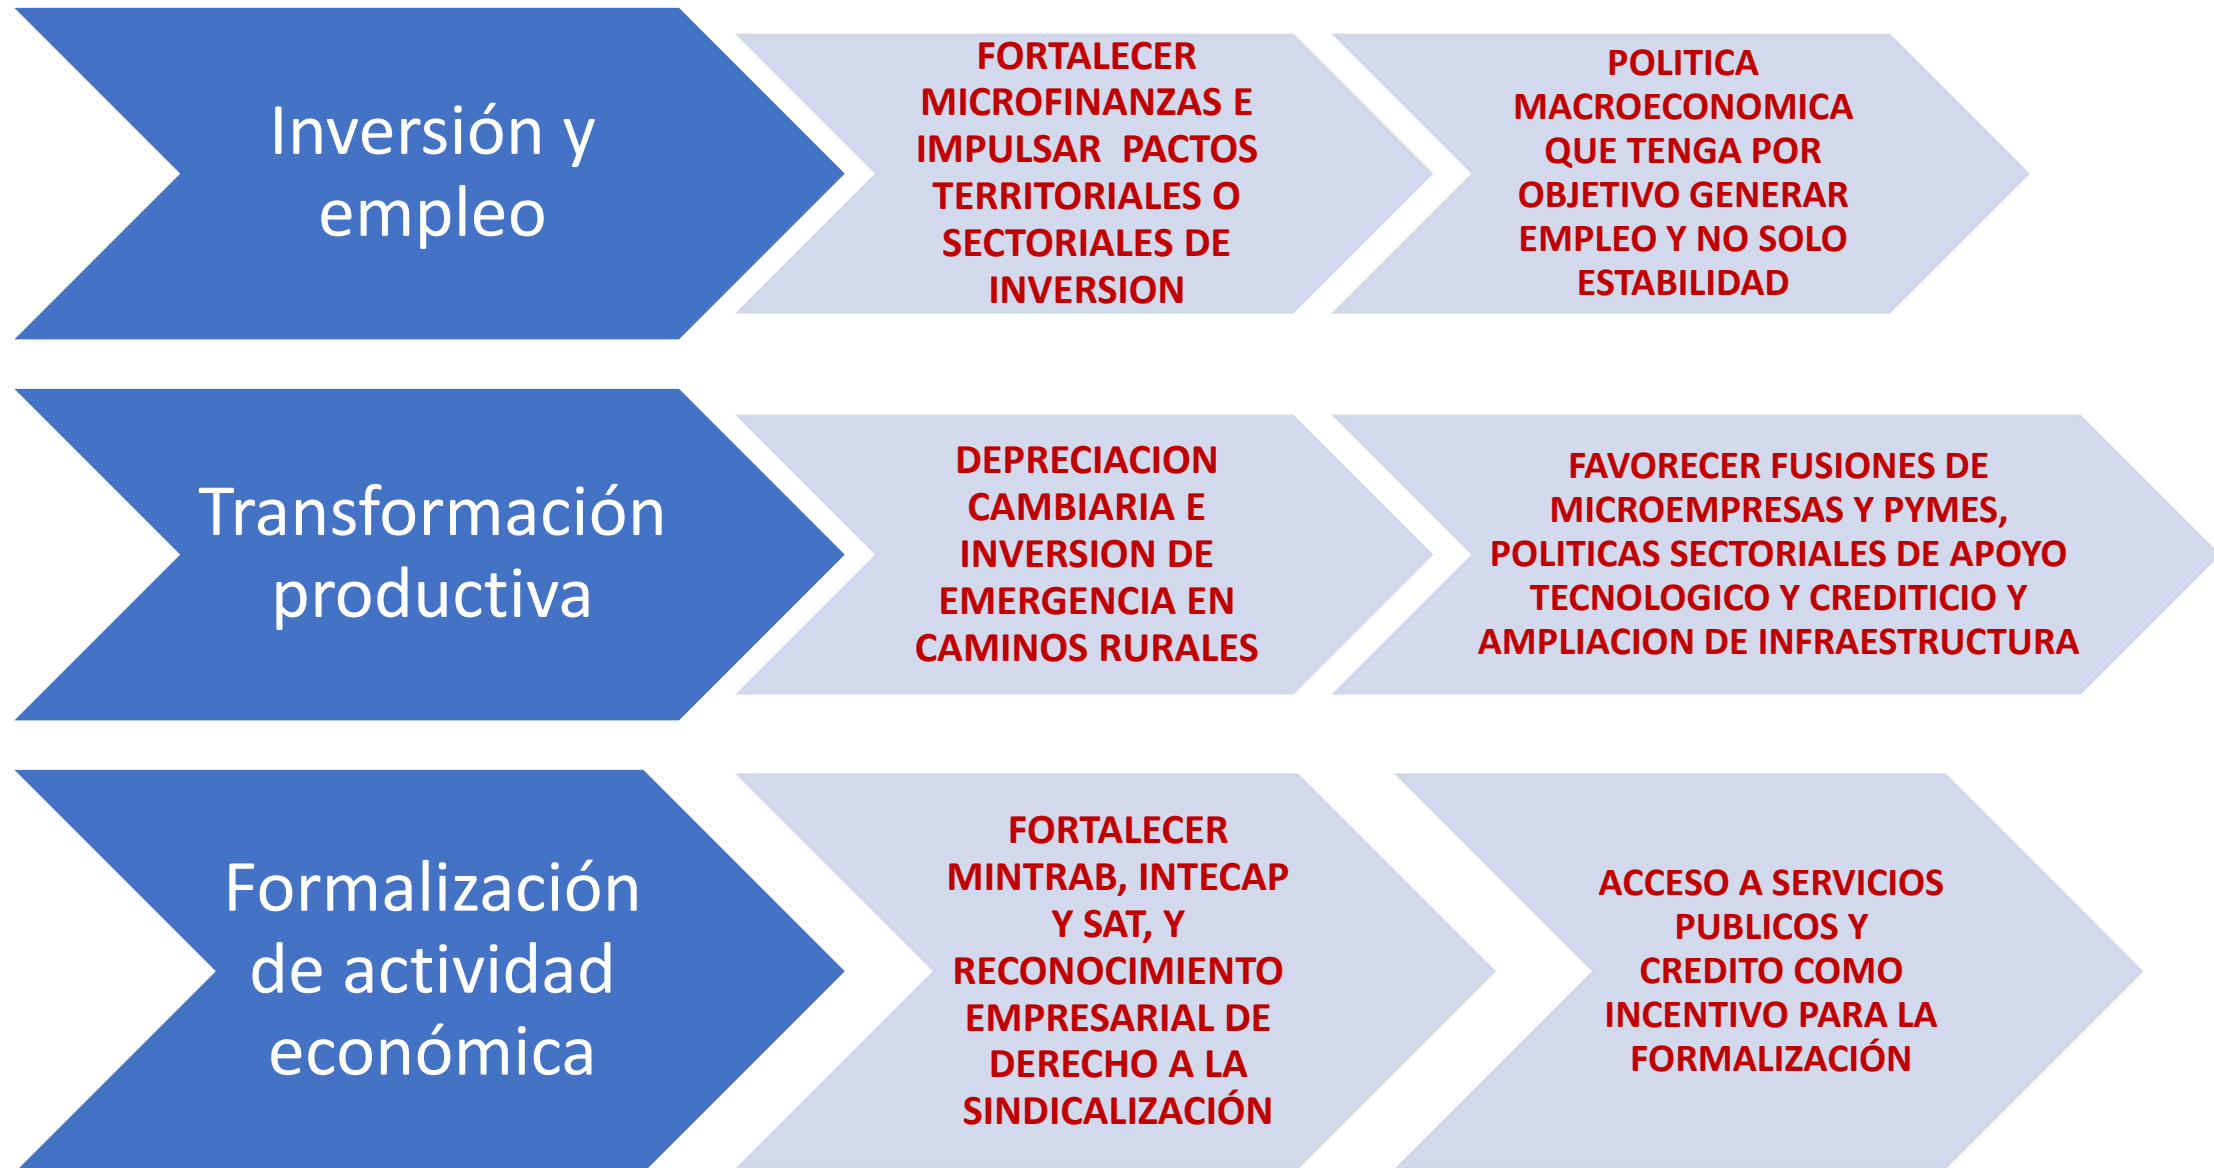 Inversión y
empleo
FORTALECER
MICROFINANZAS E
IMPULSAR  PACTOS
TERRITORIALES O
SECTORIALES DE
INVERSION
POLITICA
MACROECONOMICA
QUE TENGA POR
OBJETIVO GENERAR
EMPLEO Y NO SOLO
ESTABILIDAD
Transformación
productiva
DEPRECIACION
CAMBIARIA E
INVERSION DE
EMERGENCIA EN
CAMINOS RURALES
FAVORECER FUSIONES DE
MICROEMPRESAS Y PYMES,
POLITICAS SECTORIALES DE APOYO
TECNOLOGICO Y CREDITICIO Y
AMPLIACION DE INFRAESTRUCTURA
Formalización
de actividad
económica
FORTALECER
MINTRAB, INTECAP
Y SAT, Y
RECONOCIMIENTO
EMPRESARIAL DE
DERECHO A LA
SINDICALIZACIÓN
ACCESO A SERVICIOS
PUBLICOS Y
CREDITO COMO
INCENTIVO PARA LA
FORMALIZACIÓN